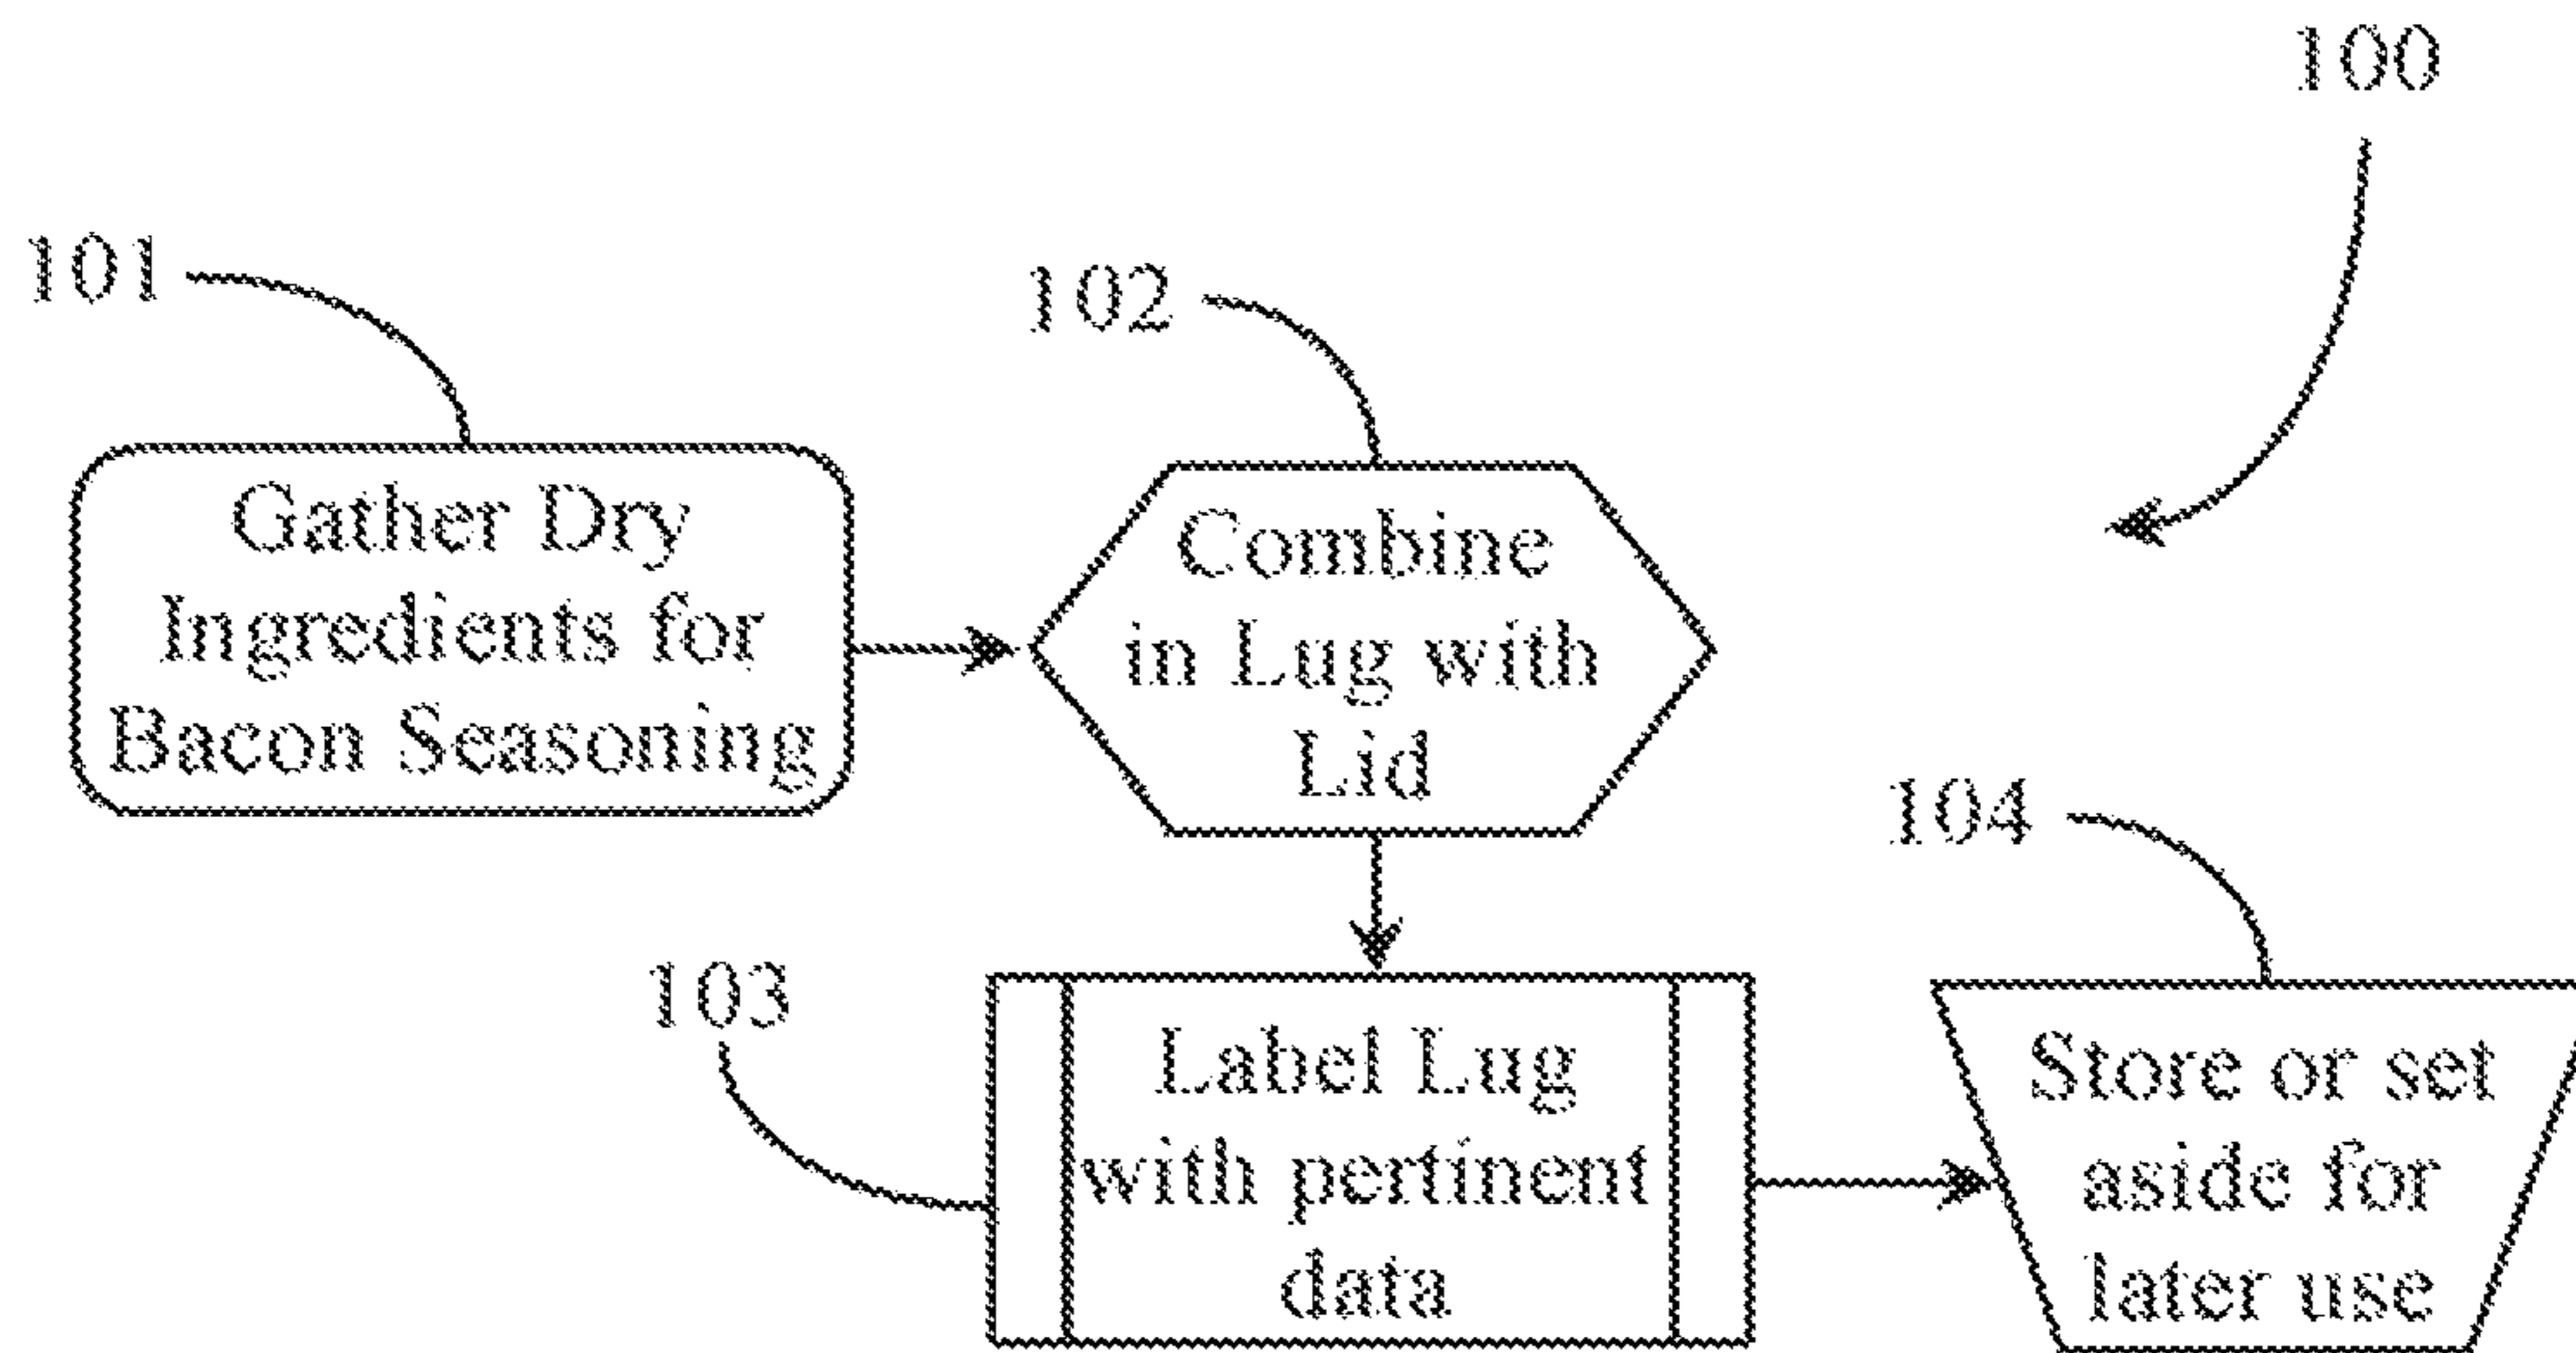 100
101
102
Gather Dry
Ingredients for
Bacon Seasoning
Combine
in Lug with
Lid
103
104
Label Lug
with pertinent
data
Store or set
aside for
later use